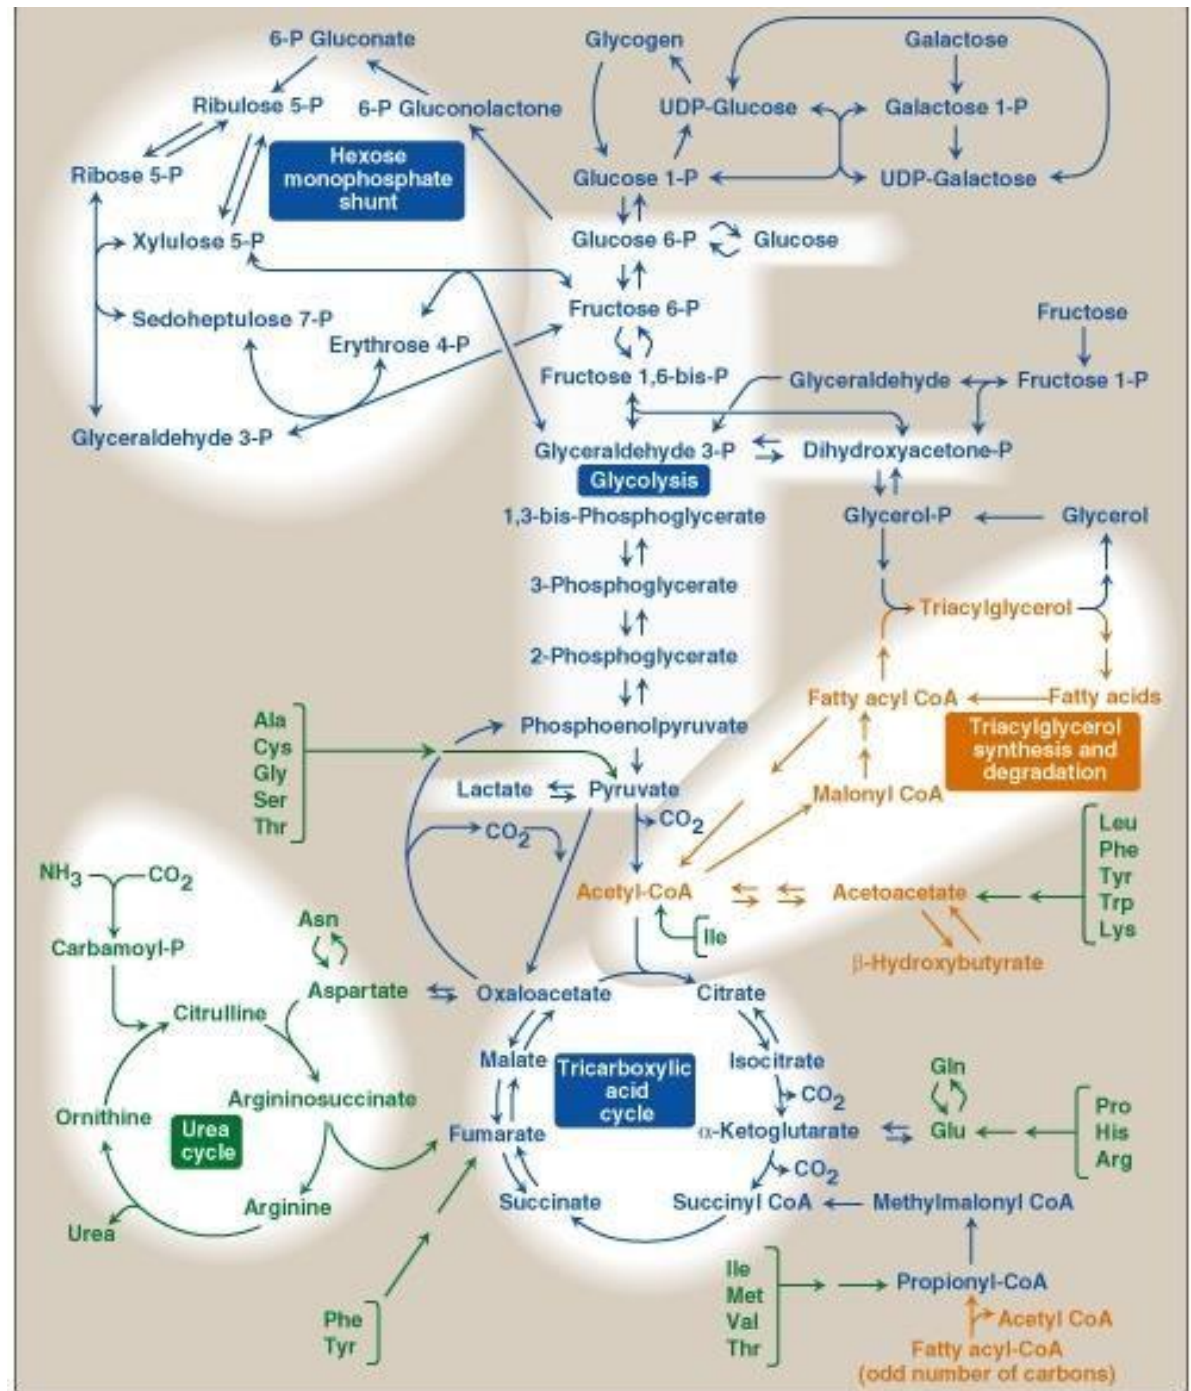 6-P Gluconate
Glycogen
Galactose
Ribulose 5-P
6-P Gluconolactone
UDP-Glucose
Galactose 1-P
Hexose
monophosphate
shunt
Ribose 5-P
Glucose 1-P
UDP-Galactose
Xylulose 5-P
Glucose 6-P
Glucose
Fructose 6-P
Fructose
Sedoheptulose 7-P
Erythrose 4-P
Fructose 1,6-bis-P
Glyceraldehyde
Fructose 1-P
Glyceraldehyde 3-P
Glyceraldehyde 3-P
Dihydroxyacetone-P
Glycolysis
1,3-bis-Phosphoglycerate
Glycerol-P
Glycerol
3-Phosphoglycerate
Triacylglycerol
2-Phosphoglycerate
Fatty acyl CoA
Fatty acids
Ala
Cys
Gly
Ser
Thr
Phosphoenolpyruvate
Triacylglycerol
synthesis and
degradation
Lactate
Pyruvate
Malonyl CoA
CO2
CO2
Leu
Phe
Tyr
Trp
Lys
NH3
CO2
Acetyl-CoA
Acetoacetate
Asn
Ile
Carbamoyl-P
β-Hydroxybutyrate
Aspartate
Oxaloacetate
Citrate
Citrulline
Malate
Tricarboxylic
acid
cycle
Isocitrate
Gln
CO2
Argininosuccinate
Ornithine
Urea
cycle
Fumarate
α-Ketoglutarate
Glu
Pro
His
Arg
CO2
Arginine
Succinate
Succinyl CoA
Methylmalonyl CoA
Urea
Ile
Met
Val
Thr
Propionyl-CoA
Phe
Tyr
Acetyl CoA
Fatty acyl-CoA
(odd number of carbons)